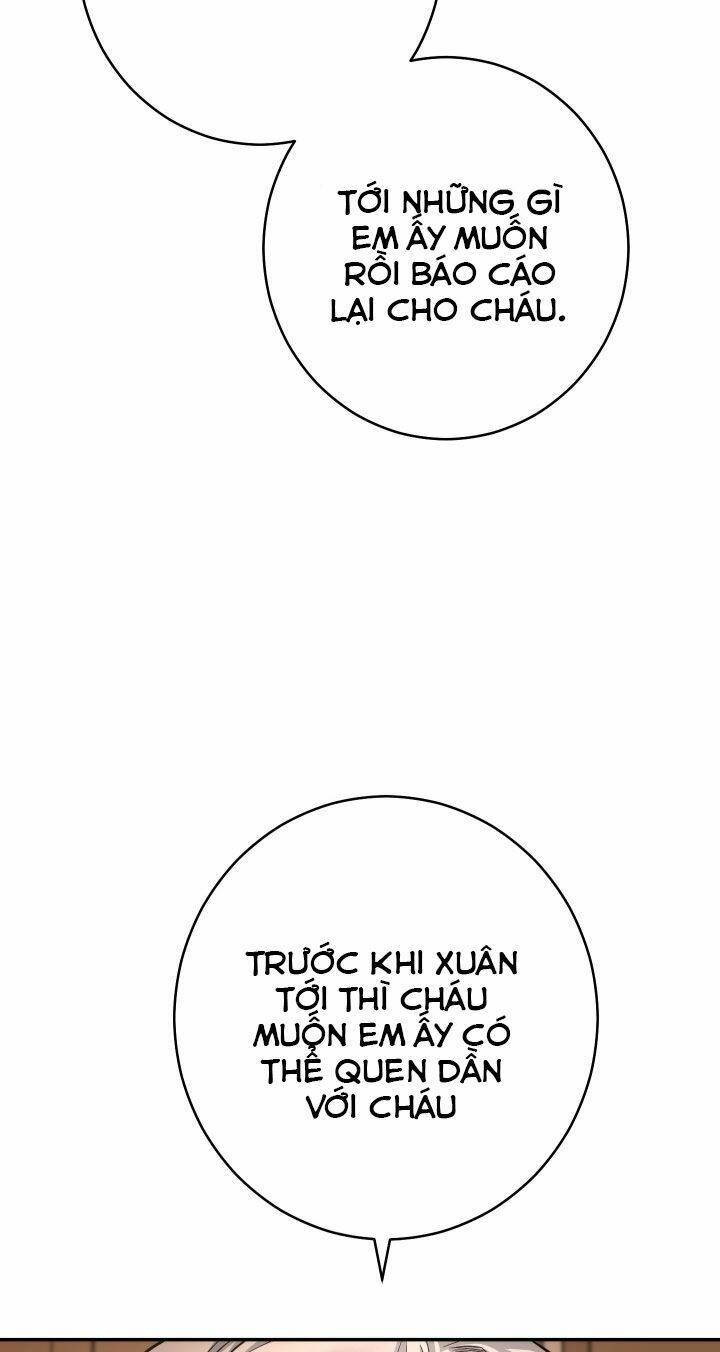 TỚI NHỮNG GÌ
EM ẤY MUỐN
RỒI BÁO CÁO
LẠI CHO CHÁU.
TRƯỚC KHI XUÂN
TỚI THÌ CHÁU
MUỐN EM ẤY CÓ
THỂ QUEN DẦN
VỚI CHÁU